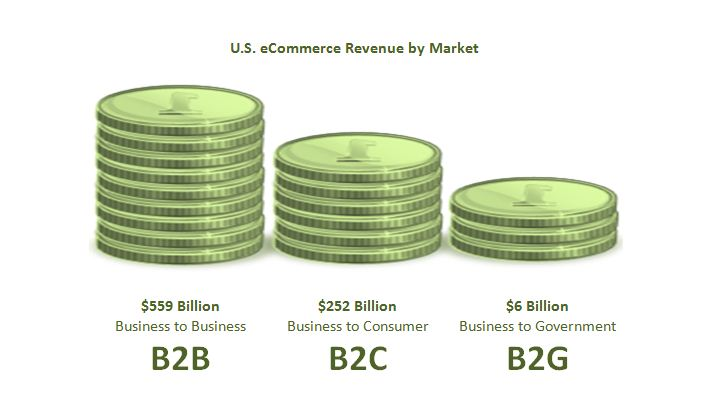 U.S. eCommerce Revenue by Market
$559 Billion
Business to Business
B2B
$252 Billion
Business to Consumer
B2C
$6 Billion
Business to Government
B2G